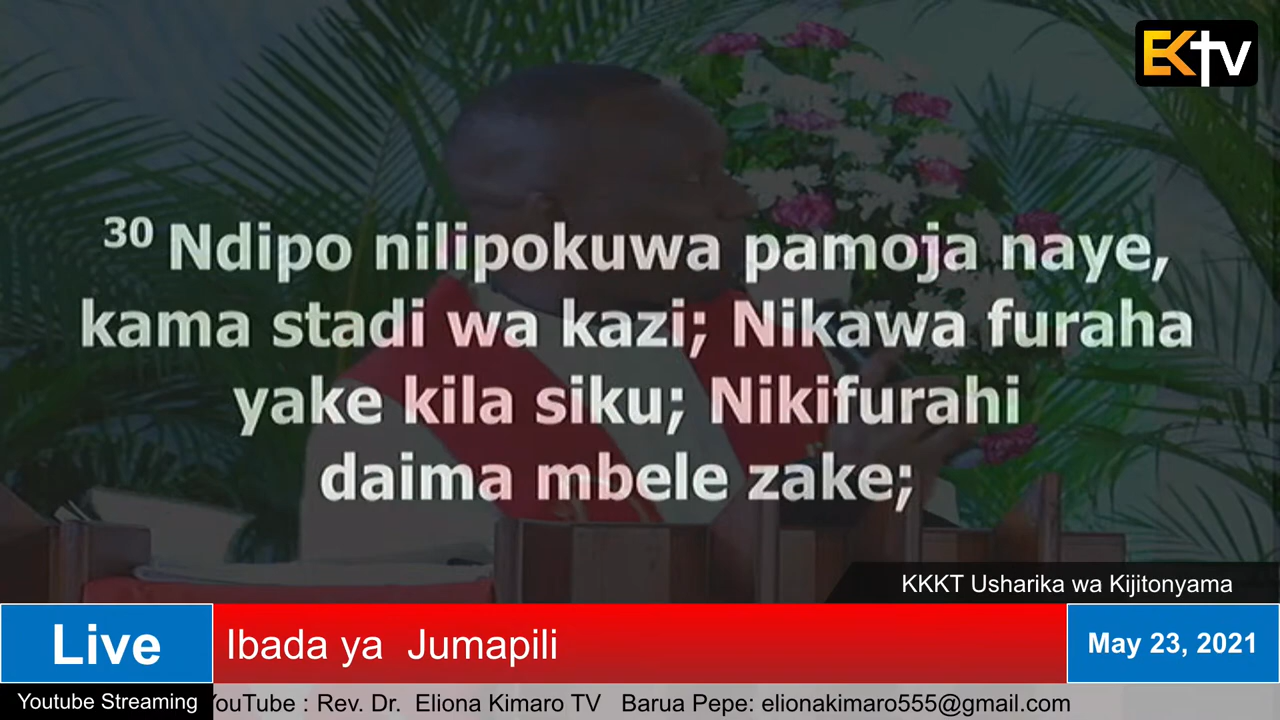 EKTV
30 Ndipo nilipokuwa pamoja naye,
kama stadi wa kazi; Nikawa furaha
yake kila siku; Nikifurahi
daima mbele zake;
KKKT Usharika wa Kijitonyama
Live
Ibada ya Jumapili
May 23, 2021
Youtube Streaming
YouTube : Rev. Dr. Eliona Kimaro TV Barua Pepe: elionakimaro555@gmail.com